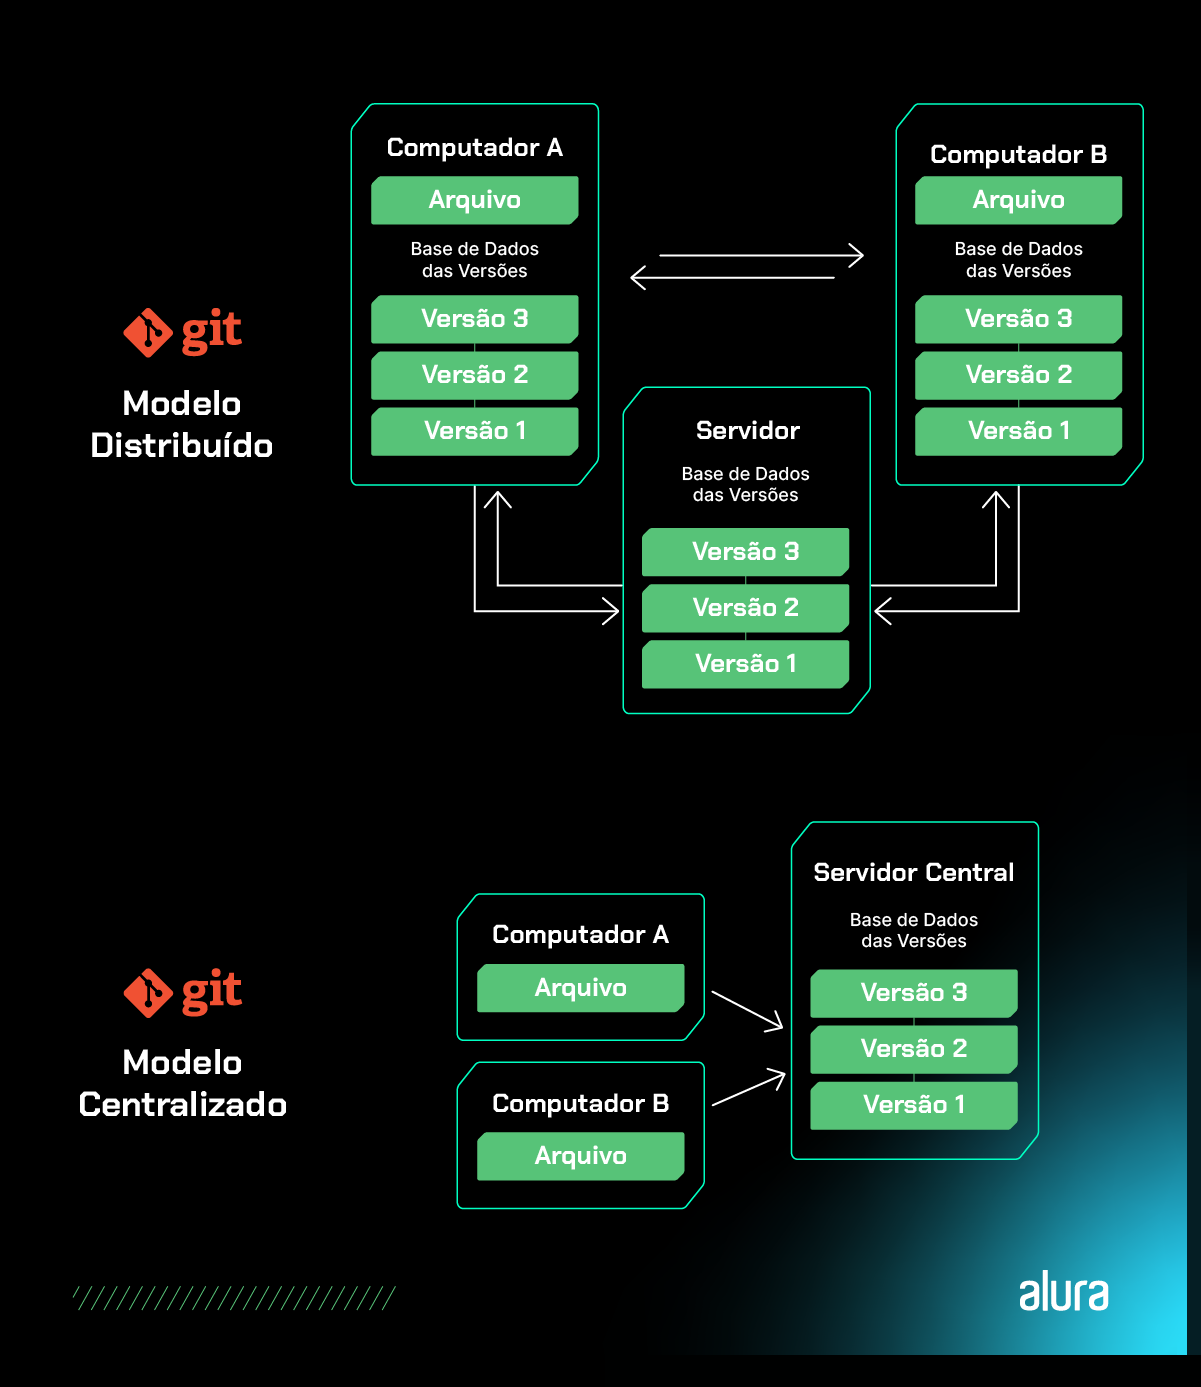 Computador A
Arquivo
Base de Dados
das Versões
Versão 3
Versão 2
Versão 1
Computador B
Arquivo
Base de Dados
das Versões
Versão 3
Versão 2
Versão 1
git
Modelo
Distribuído
Servidor
Base de Dados
das Versões
Versão 3
Versão 2
Versão 1
git
Modelo
Centralizado
Computador A
Arquivo
Computador B
Arquivo
Servidor Central
Base de Dados
das Versões
Versão 3
Versão 2
Versão 1
alura